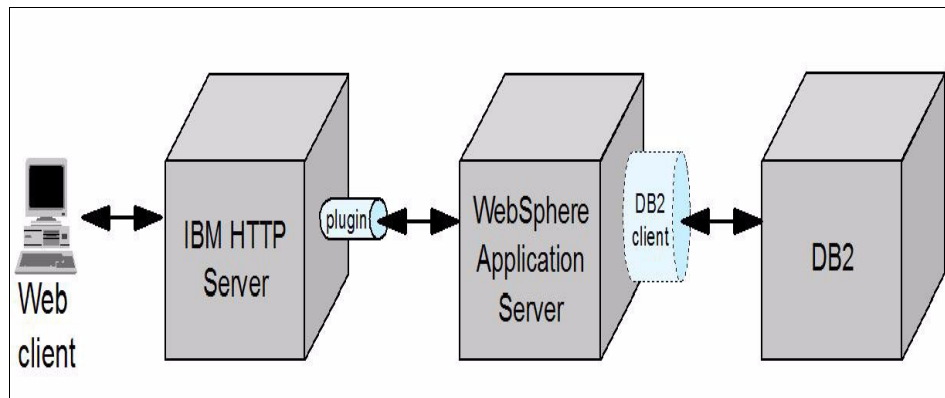 Web
client
IBM HTTP
Server
plugin
WebSphere
Application
Server
DB2
client
DB2